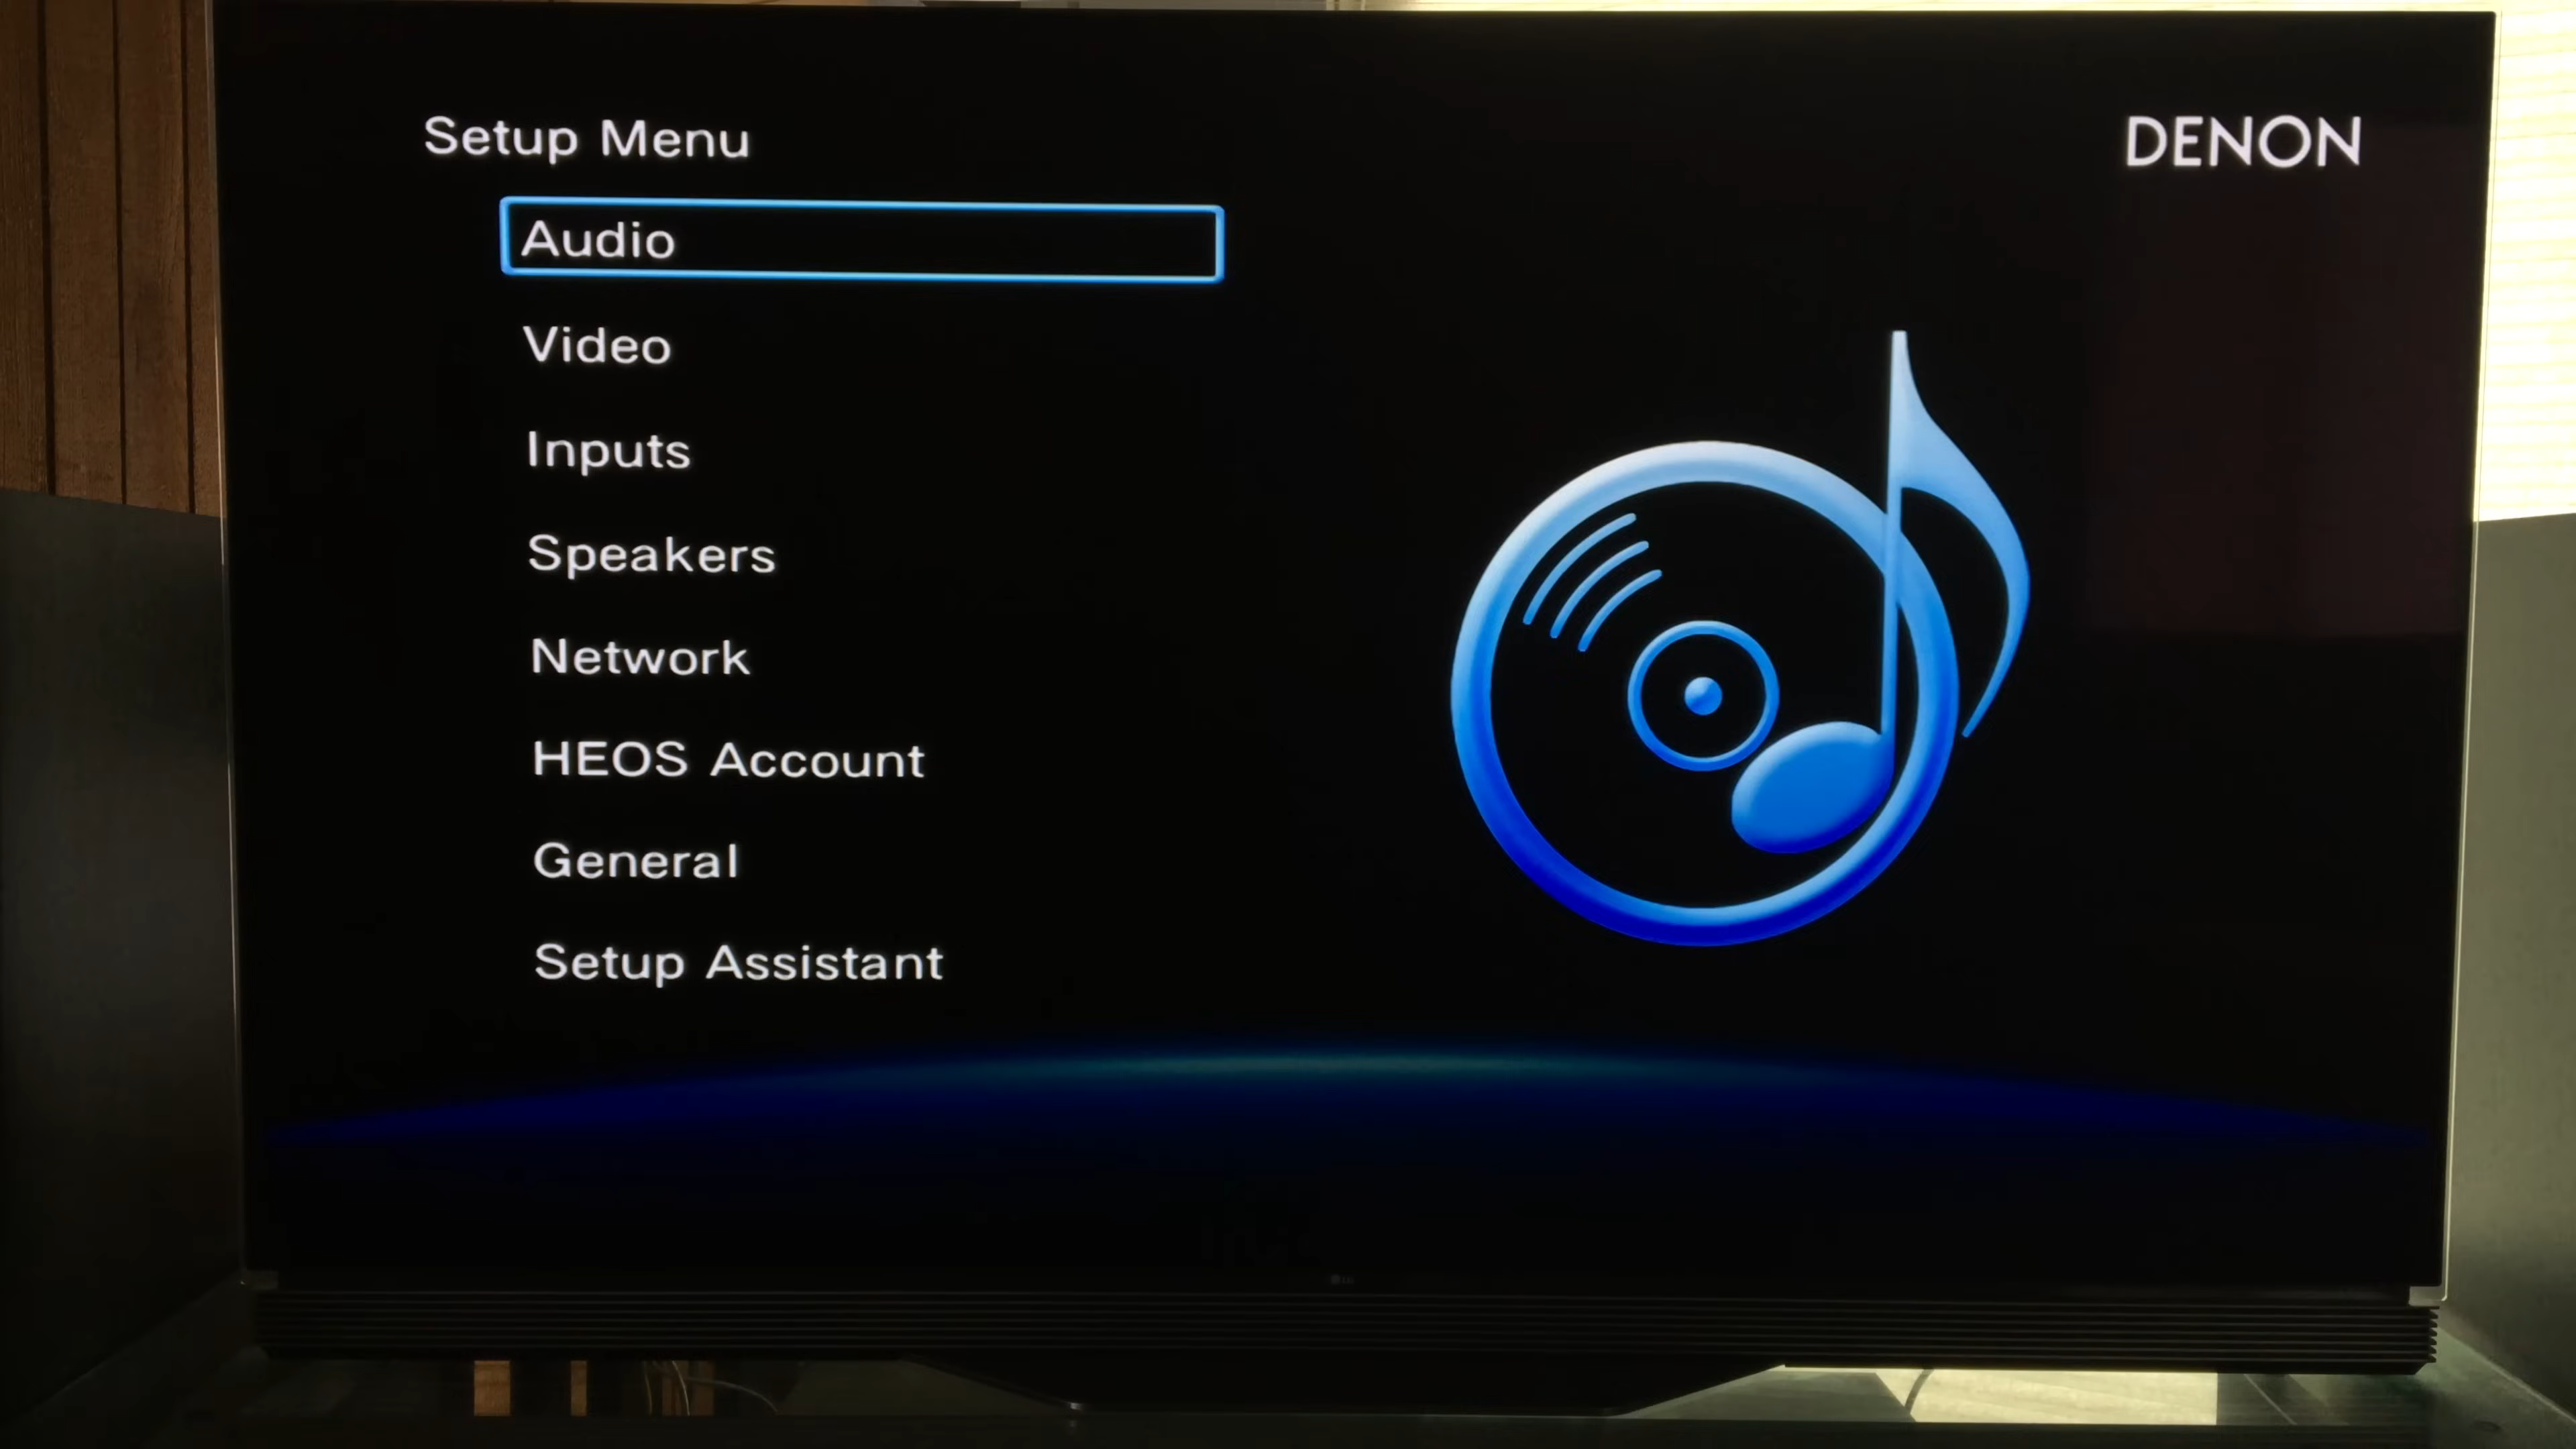 Setup Menu
DENON
Audio
Video
Inputs
Speakers
Network
HEOS Account
General
Setup Assistant